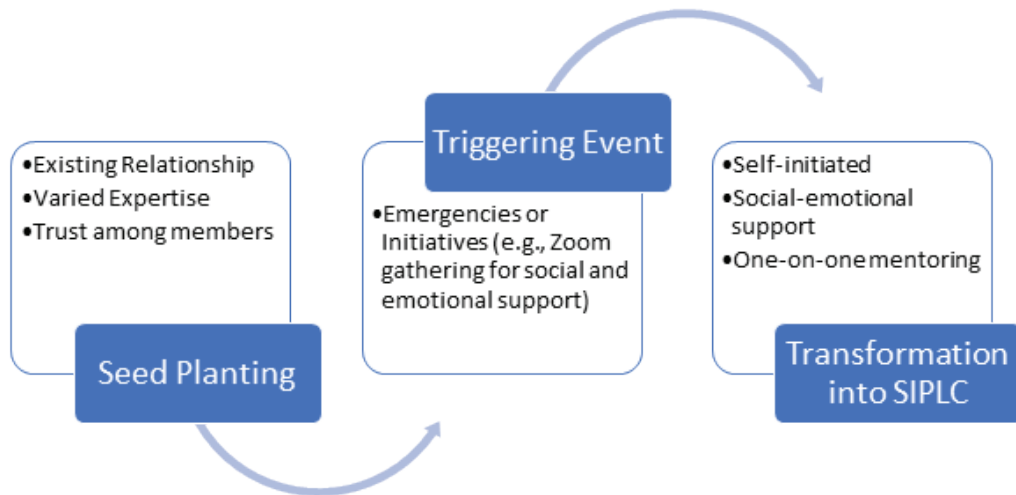 •Existing Relationship
•Varied Expertise
•Trust among members
Seed Planting
Triggering Event
•Emergencies or
Initiatives (e.g., Zoom
gathering for social and
emotional support)
•Self-initiated
•Social-emotional
support
•One-on-one mentoring
Transformation
into SIPLC